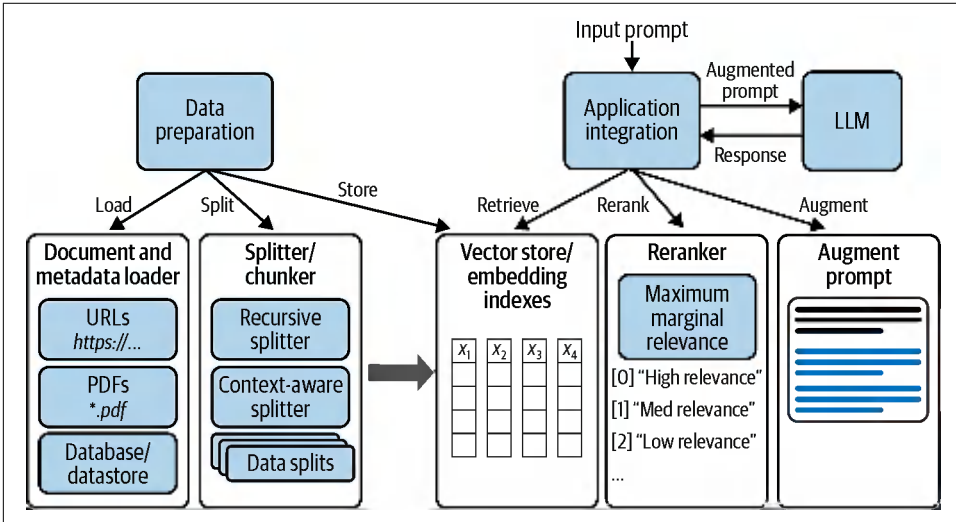 Input prompt
Data
preparation
Application
integration
Augmented
prompt
LLM
Response
Load
Split
Store
Retrieve
Rerank
Augment
Document and
metadata loader
URLs
https://...
PDFs
*.pdf
Database/
datastore
Splitter/
chunker
Recursive
splitter
Context-aware
splitter
Data splits
Vector store/
embedding
indexes
X1 X2 X3 X4
Reranker
Maximum
marginal
relevance
[0] “High relevance”
[1] “Med relevance”
[2] “Low relevance”
...
Augment
prompt